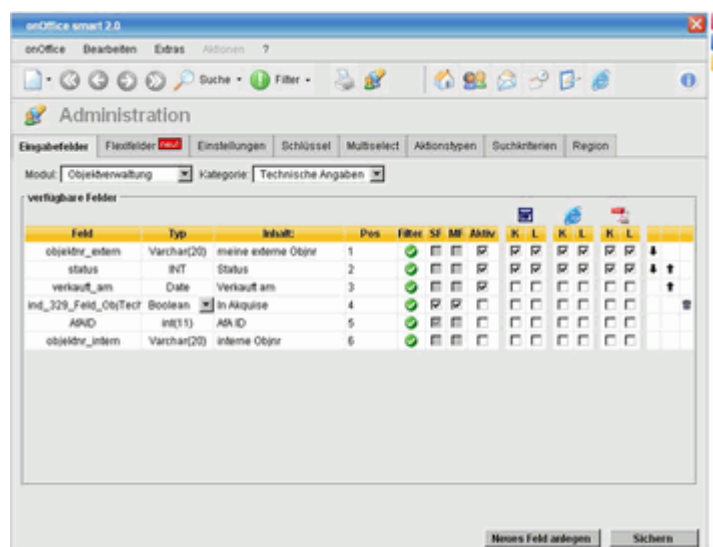 onOffice smart 2.0
onOffice Bearbeiten Extras Aktionen ?
Suche Filter
Administration
Eingabefelder Flexfelder neu! Einstellungen Schlüssel Multiselect Aktionstypen Suchkriterien Region
Modul: Objektverwaltung Kategorie: Technische Angaben
verfügbare Felder
Feld Typ Inhalt: Pos Filter SF MF Aktiv K L K L K L
objektnr_extern Varchar(20) meine externe Objnr 1
status INT Status 2
verkauft_am Date Verkauft am 3
ind_329_Feld_ObjTech Boolean In Akquise 4
AfAID int(11) AfA ID 5
objektnr_intern Varchar(20) interne Objnr 6
Neues Feld anlegen Sichern